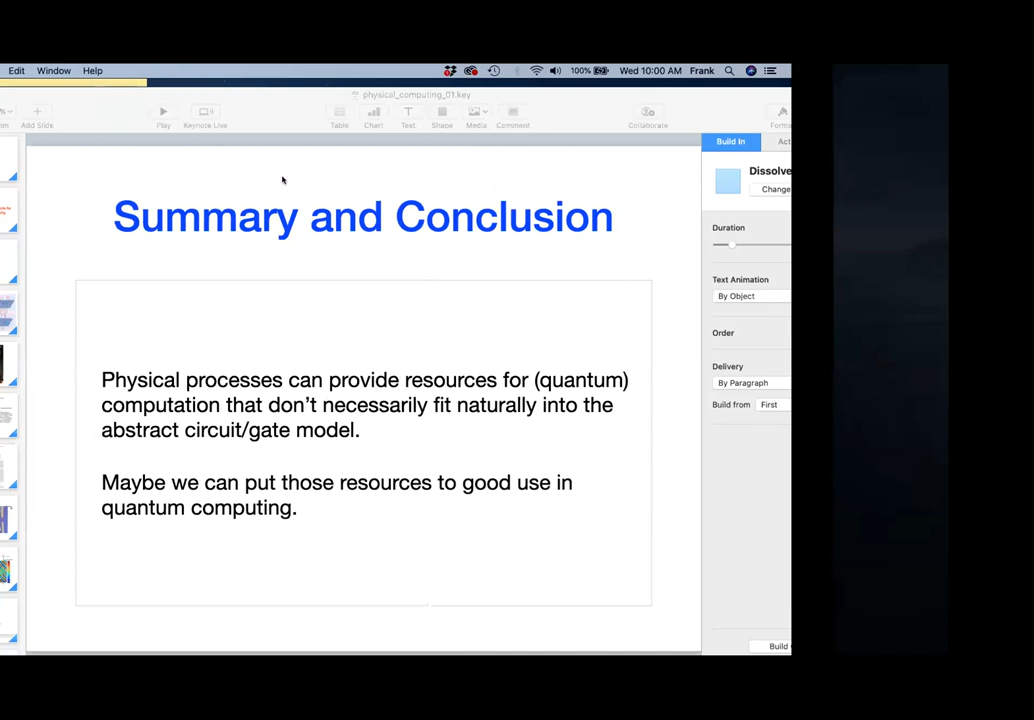 Edit Window Help 100% Wed 10:00 AM Frank
physical_computing_01.key
Add Slide Play Keynote Live Table Chart Text Shape Media Comment Collaborate
Build In
Dissolve
Change
Summary and Conclusion
Duration
Text Animation
By Object
Order
Physical processes can provide resources for (quantum)
computation that don’t necessarily fit naturally into the
abstract circuit/gate model.
Delivery
By Paragraph
Build from First
Maybe we can put those resources to good use in
quantum computing.
Build